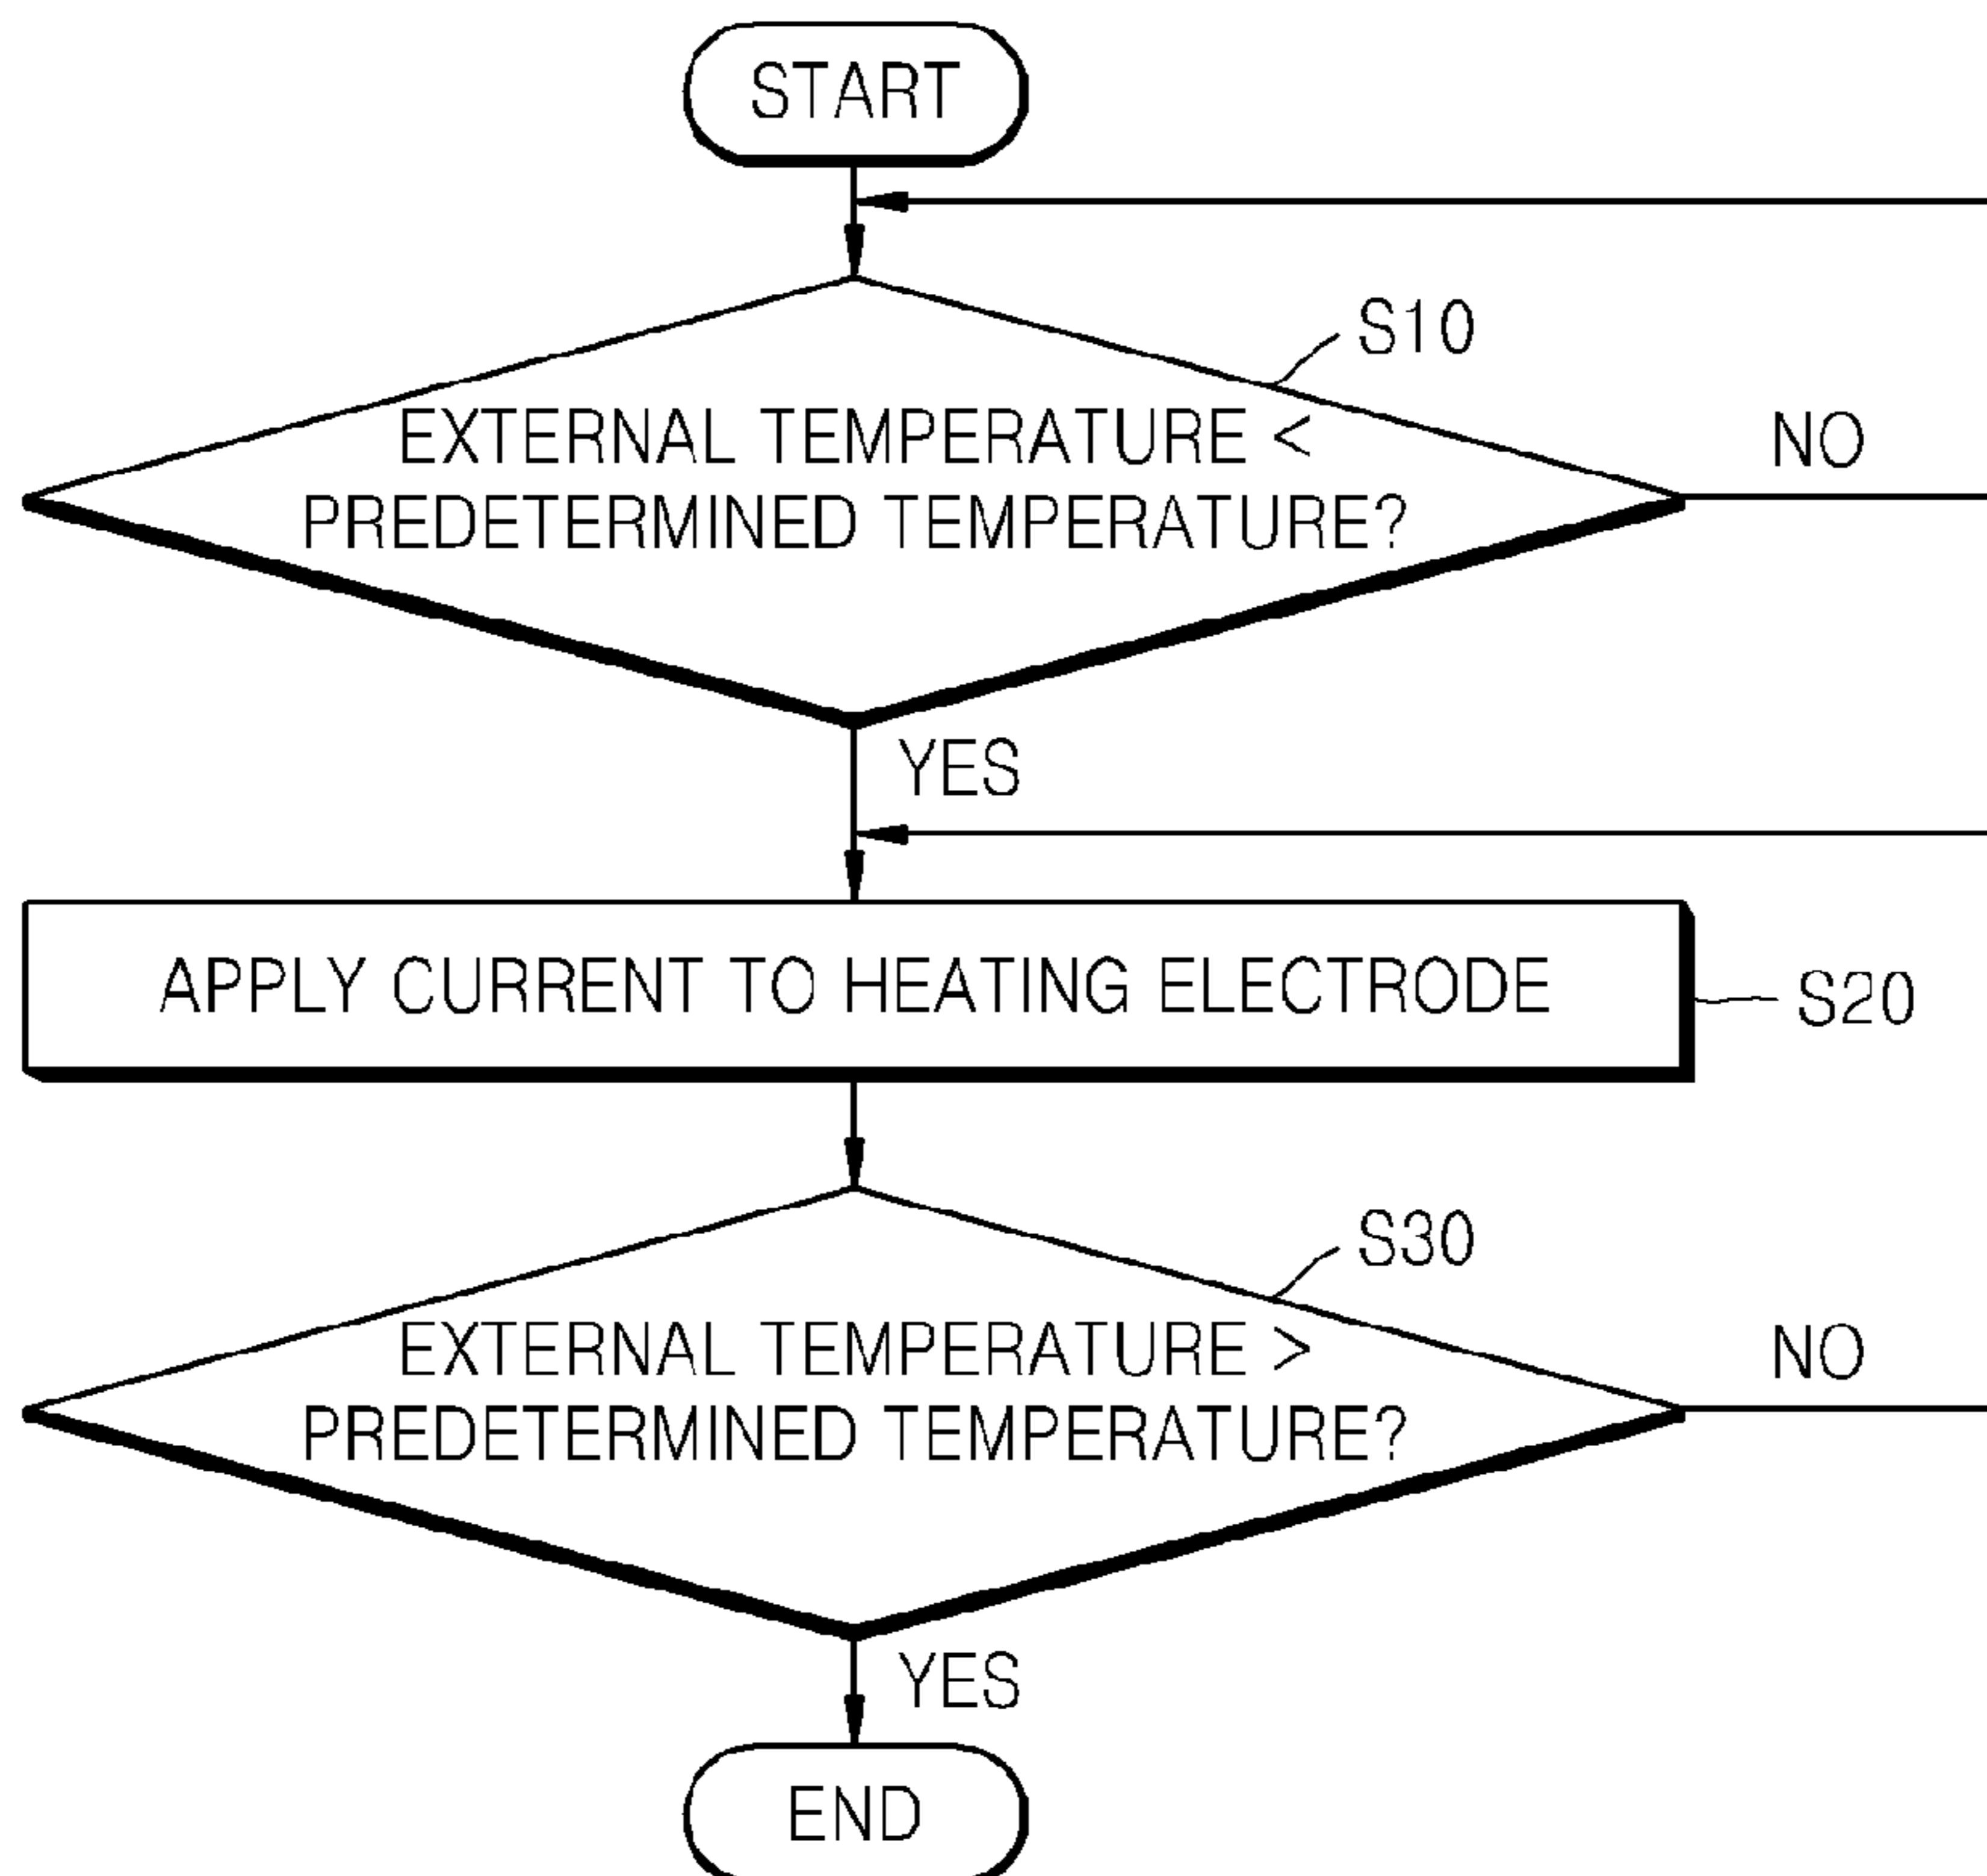 START
S10
EXTERNAL TEMPERATURE <
PREDETERMINED TEMPERATURE?
NO
YES
APPLY CURRENT TO HEATING ELECTRODE
S20
S30
EXTERNAL TEMPERATURE >
PREDETERMINED TEMPERATURE?
NO
YES
END